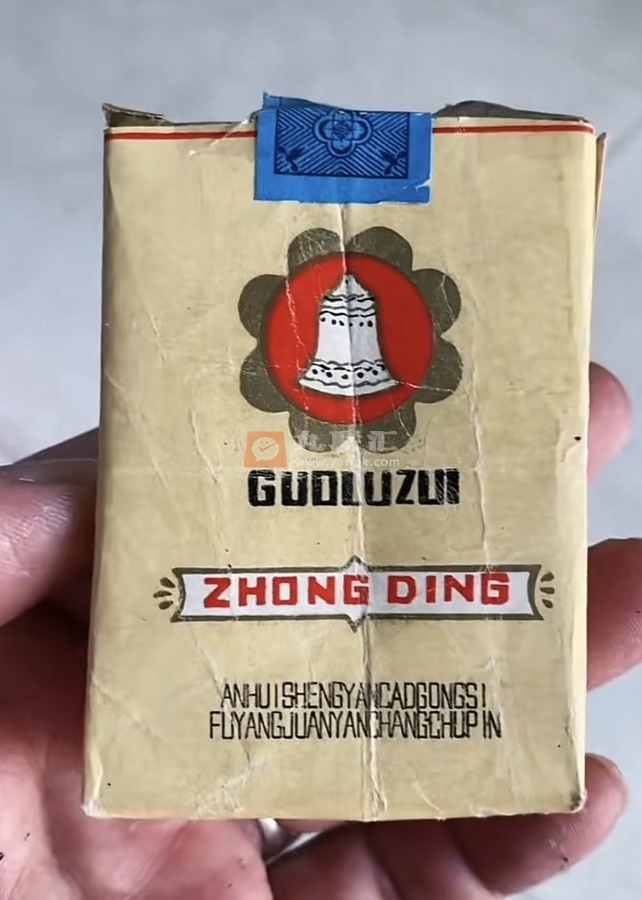 GUOLUZUI
ZHONG DING
ANHUISHENGYANCAOGONGSI
FUYANGJUANYANCHANGCHUPIN